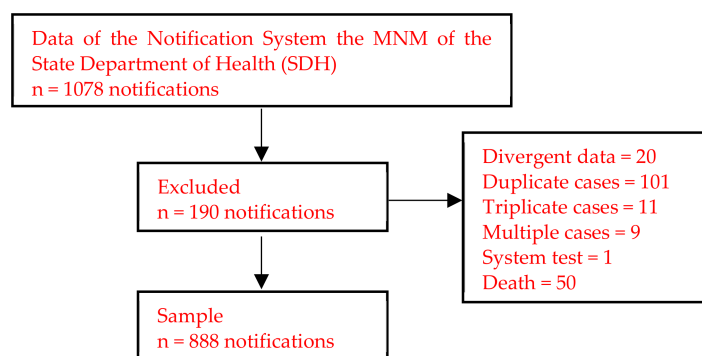 Data of the Notification System the MNM of the
State Department of Health (SDH)
n = 1078 notifications
Excluded
n = 190 notifications
Divergent data = 20
Duplicate cases = 101
Triplicate cases = 11
Multiple cases = 9
System test = 1
Death = 50
Sample
n = 888 notifications